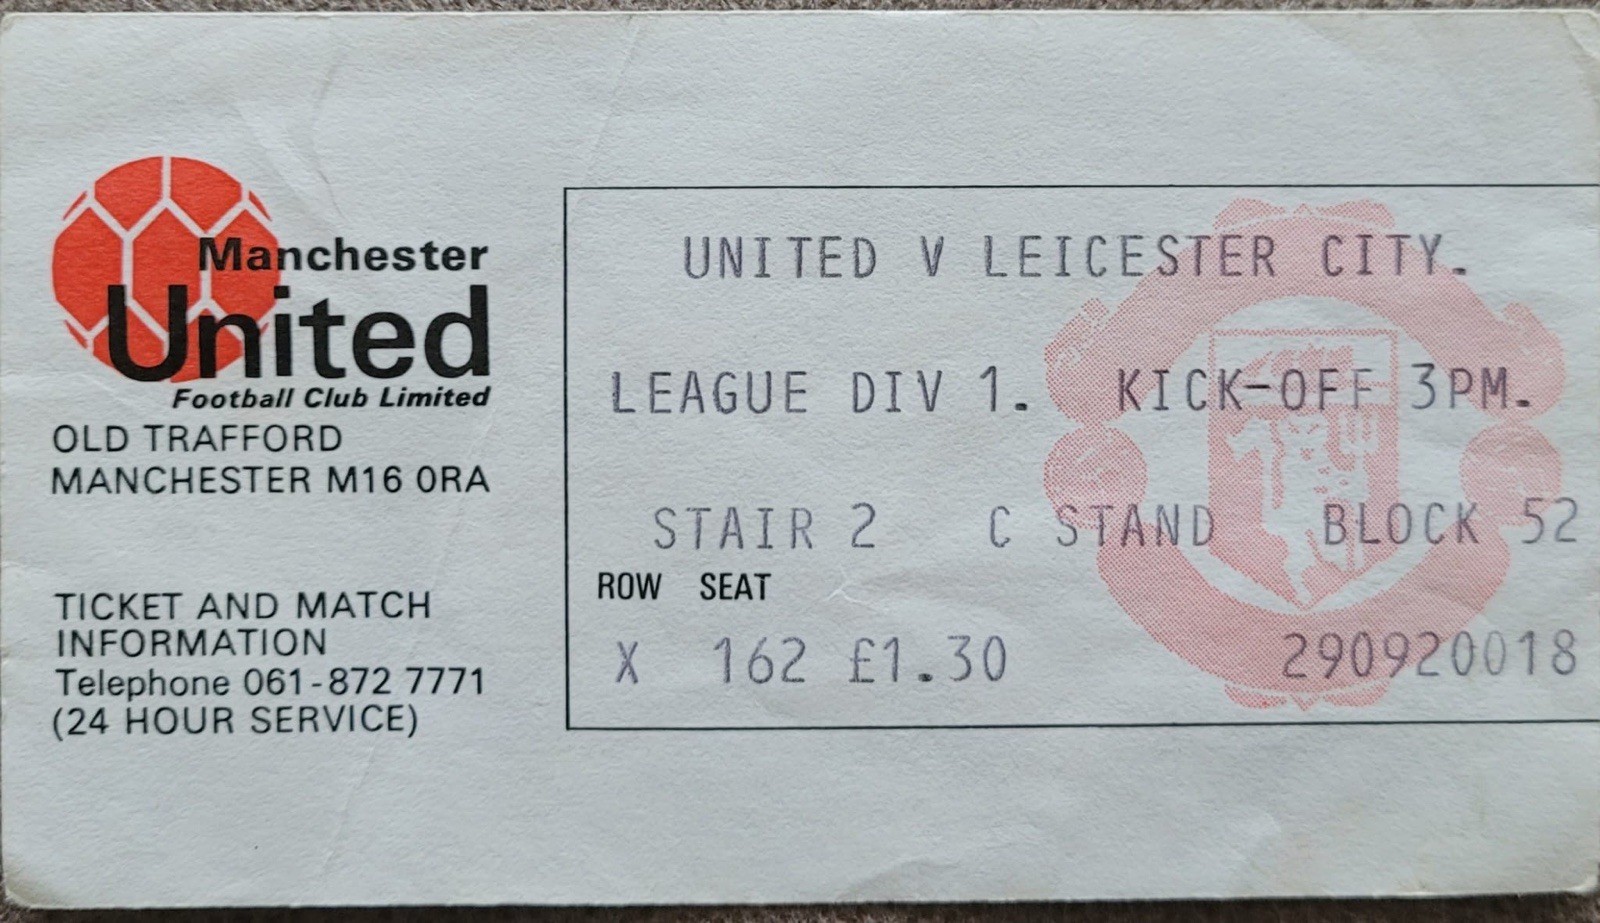 Manchester
United
Football Club Limited
OLD TRAFFORD
MANCHESTER M16 0RA
TICKET AND MATCH
INFORMATION
Telephone 061-872 7771
(24 HOUR SERVICE)
UNITED V LEICESTER CITY.
LEAGUE DIV 1. KICK-OFF 3PM.
STAIR 2 C STAND BLOCK 52
ROW SEAT
X 162 £1.30 290920018